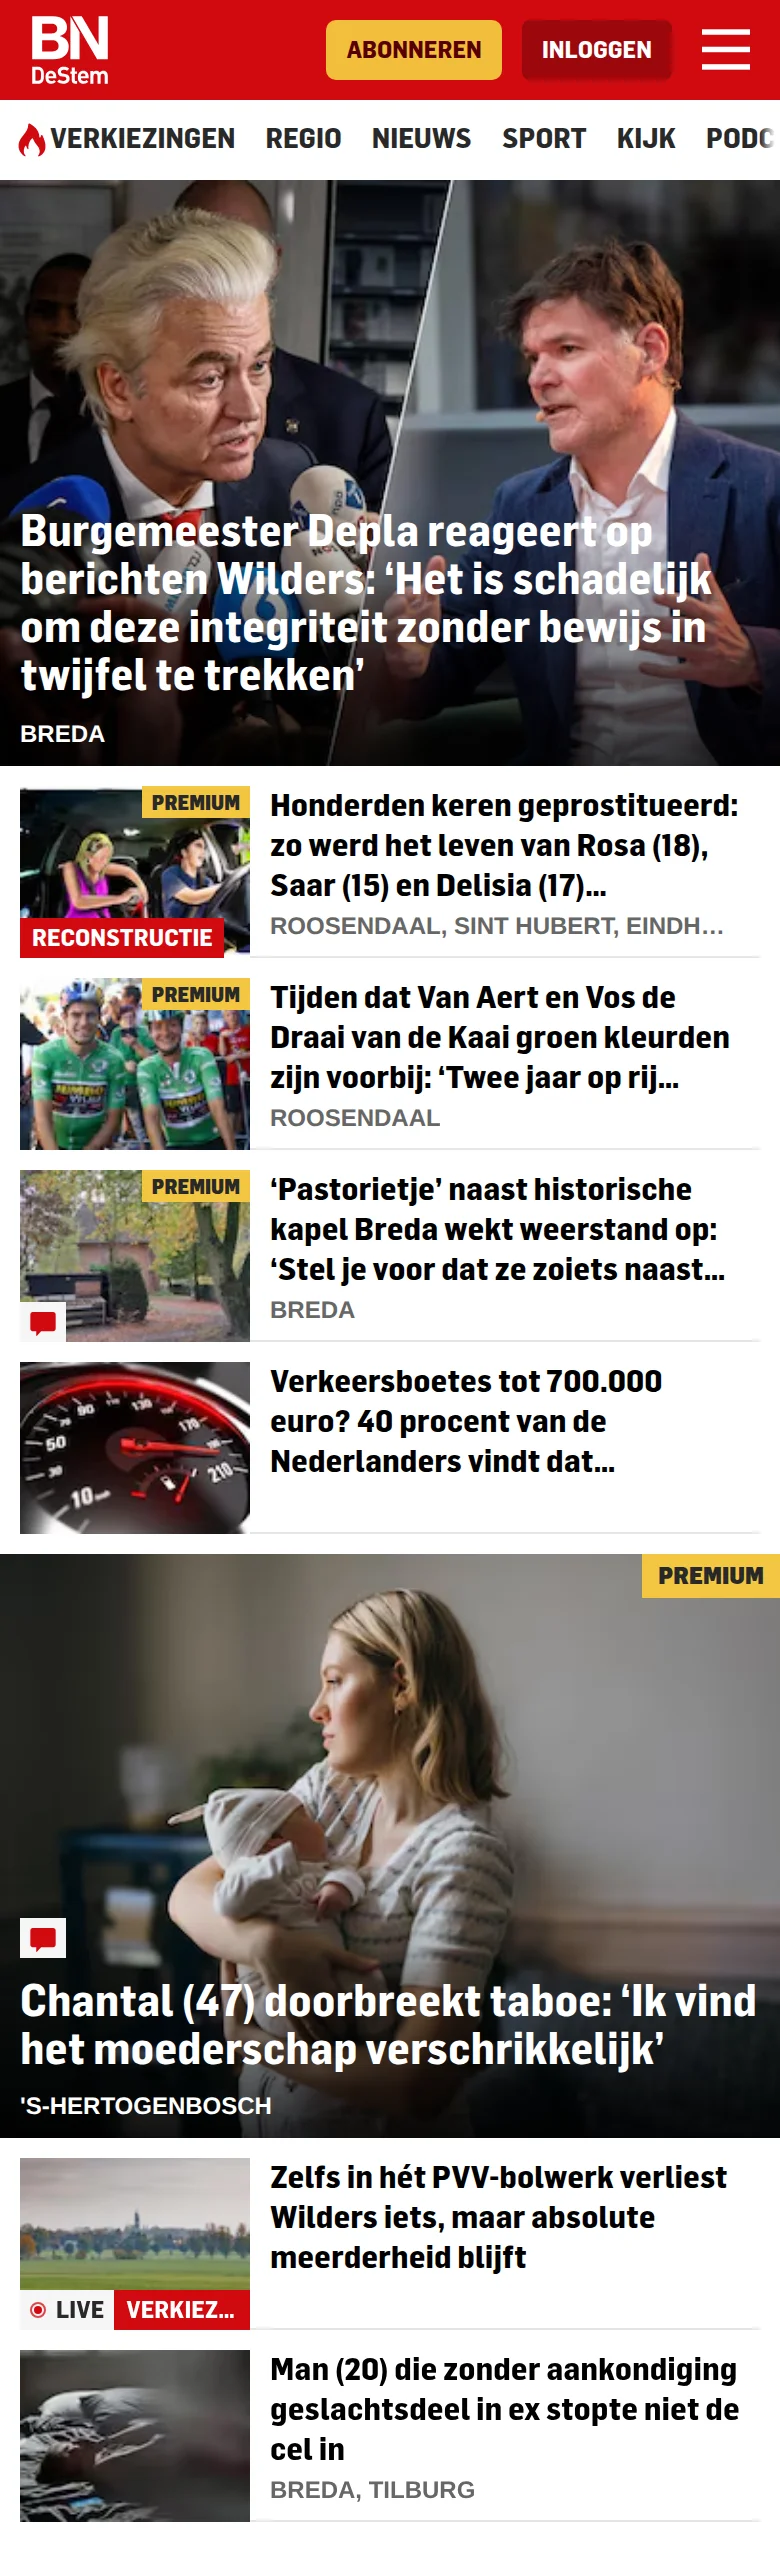 BN
DeStem
ABONNEREN
INLOGGEN
VERKIEZINGEN REGIO NIEUWS SPORT KIJK PODC
Burgemeester Depla reageert op
berichten Wilders: ‘Het is schadelijk
om deze integriteit zonder bewijs in
twijfel te trekken’
BREDA
PREMIUM
RECONSTRUCTIE
Honderden keren geprostitueerd:
zo werd het leven van Rosa (18),
Saar (15) en Delisia (17)...
ROOSENDAAL, SINT HUBERT, EINDH...
PREMIUM
Tijden dat Van Aert en Vos de
Draai van de Kaai groen kleurden
zijn voorbij: ‘Twee jaar op rij...
ROOSENDAAL
PREMIUM
‘Pastorietje’ naast historische
kapel Breda wekt weerstand op:
‘Stel je voor dat ze zoiets naast...
BREDA
10 30 50 90 130 170 210
Verkeersboetes tot 700.000
euro? 40 procent van de
Nederlanders vindt dat...
PREMIUM
Chantal (47) doorbreekt taboe: ‘Ik vind
het moederschap verschrikkelijk’
'S-HERTOGENBOSCH
LIVE
VERKIEZ...
Zelfs in hét PVV-bolwerk verliest
Wilders iets, maar absolute
meerderheid blijft
Man (20) die zonder aankondiging
geslachtsdeel in ex stopte niet de
cel in
BREDA, TILBURG